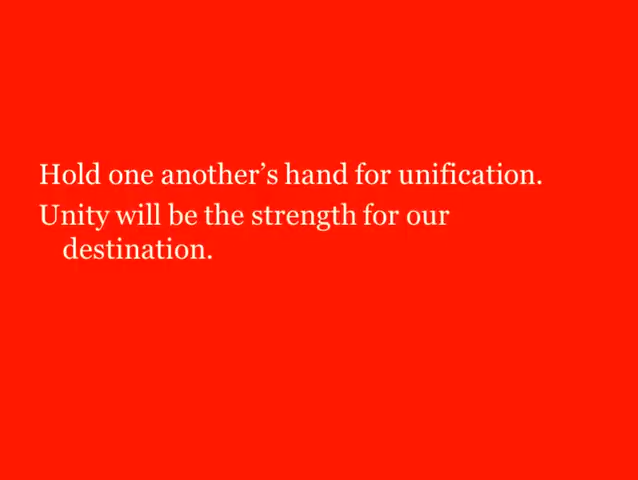 Hold one another’s hand for unification.
Unity will be the strength for our
destination.